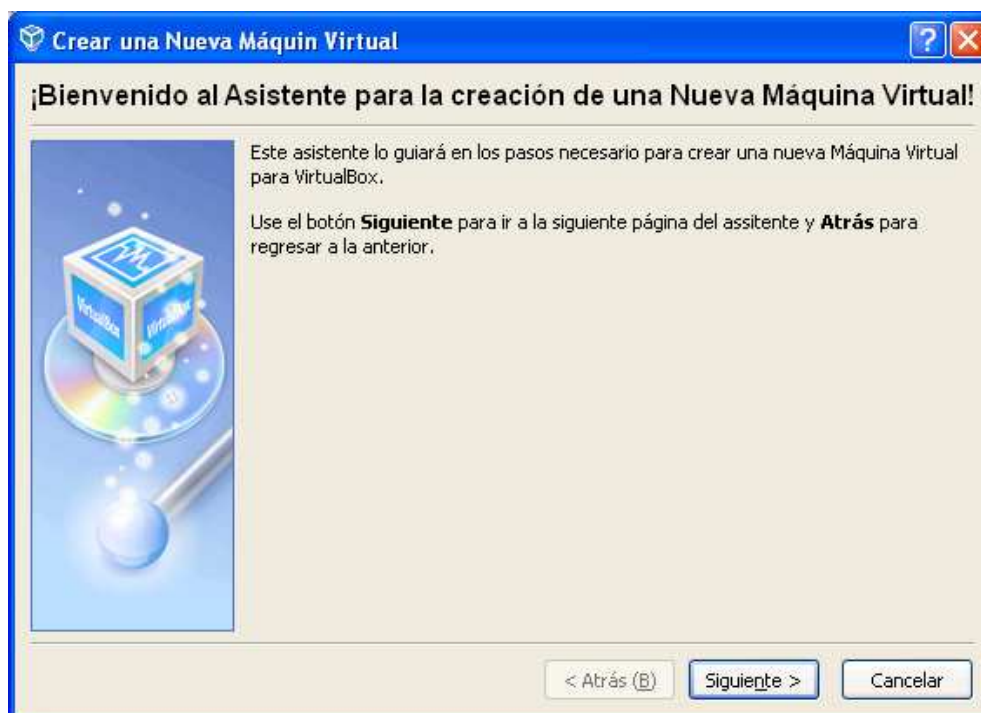 Crear una Nueva Máquin Virtual
¡Bienvenido al Asistente para la creación de una Nueva Máquina Virtual!
Este asistente lo guiará en los pasos necesario para crear una nueva Máquina Virtual
para VirtualBox.
Use el botón Siguiente para ir a la siguiente página del assitente y Atrás para
regresar a la anterior.
VirtualBox
VirtualBox
< Atrás (B)
Siguiente >
Cancelar